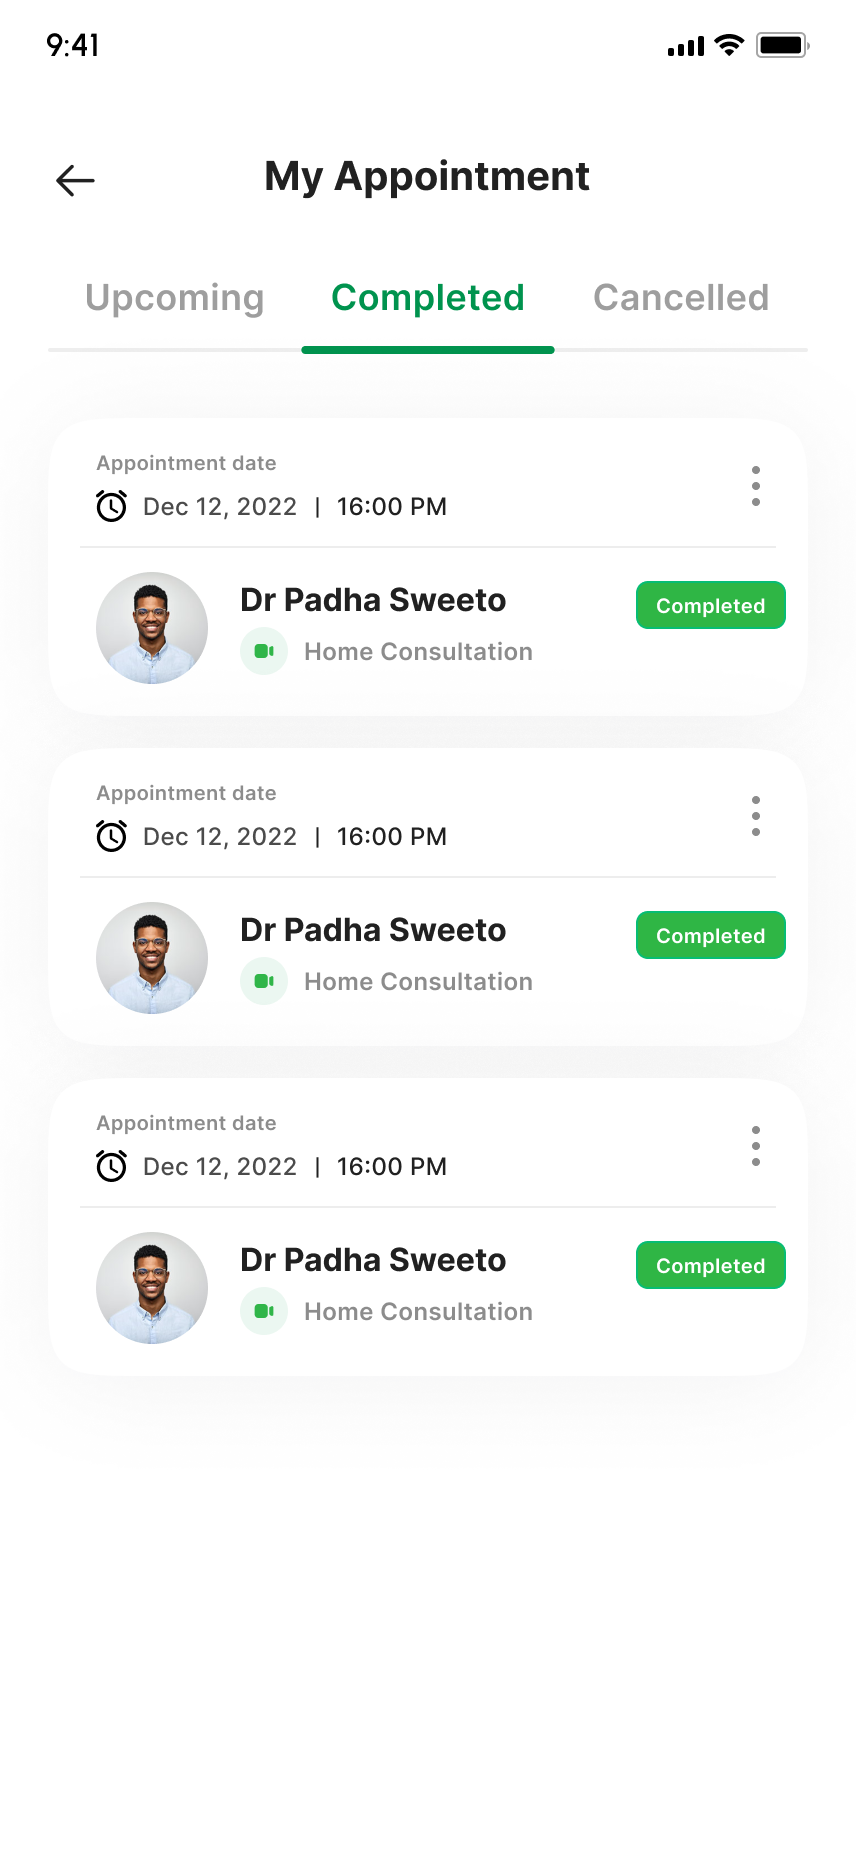 9:41
My Appointment
Upcoming Completed Cancelled
Appointment date
Dec 12, 2022 | 16:00 PM
Dr Padha Sweeto
Completed
Home Consultation
Appointment date
Dec 12, 2022 | 16:00 PM
Dr Padha Sweeto
Completed
Home Consultation
Appointment date
Dec 12, 2022 | 16:00 PM
Dr Padha Sweeto
Completed
Home Consultation